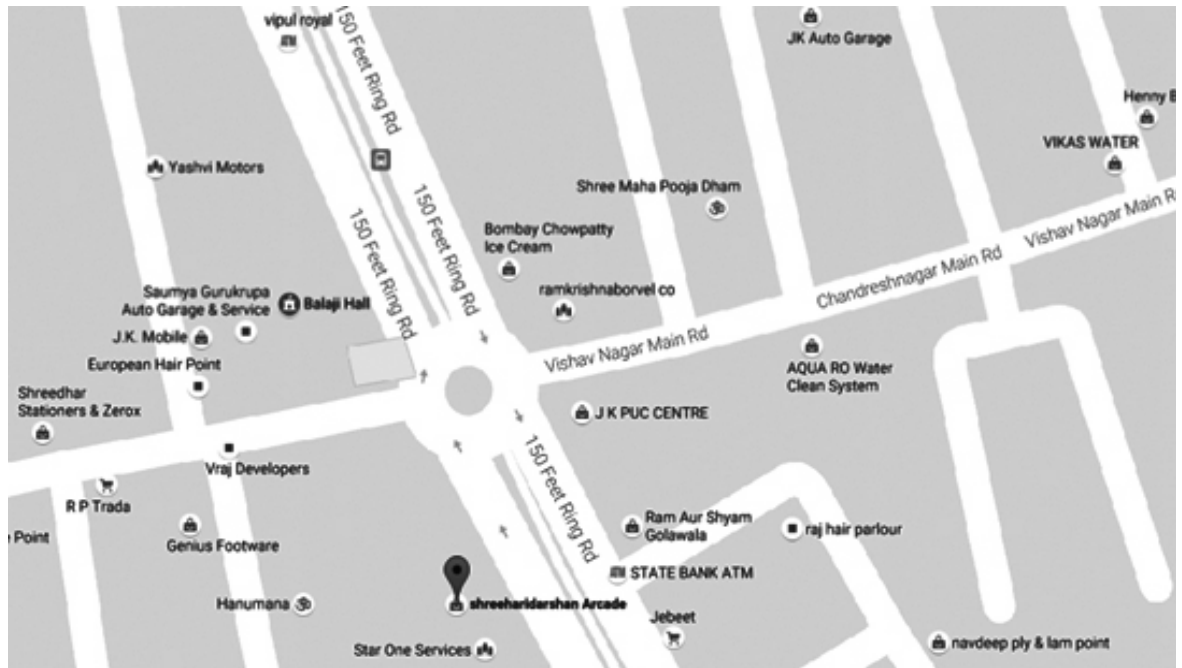 vipul royal
150 Feet Ring Rd
JK Auto Garage
Henny B
VIKAS WATER
Yashvi Motors
Shree Maha Pooja Dham
150 Feet Ring Rd
150 Feet Ring Rd
Bombay Chowpatty
Ice Cream
Vishav Nagar Main R
Chandreshnagar Main Rd
Saumya Gurukrupa
Auto Garage & Service
Balaji Hall
ramkrishnaborvel co
J.K. Mobile
Vishav Nagar Main Rd
European Hair Point
AQUA RO Water
Clean System
Shreedhar
Stationers & Zerox
J K PUC CENTRE
Vraj Developers
150 Feet Ring Rd
R P Trada
e Point
Genius Footware
Ram Aur Shyam
Golawala
raj hair parlour
STATE BANK ATM
Hanumana
shreeharidarshan Arcade
Jebeet
Star One Services
navdeep ply & lam point